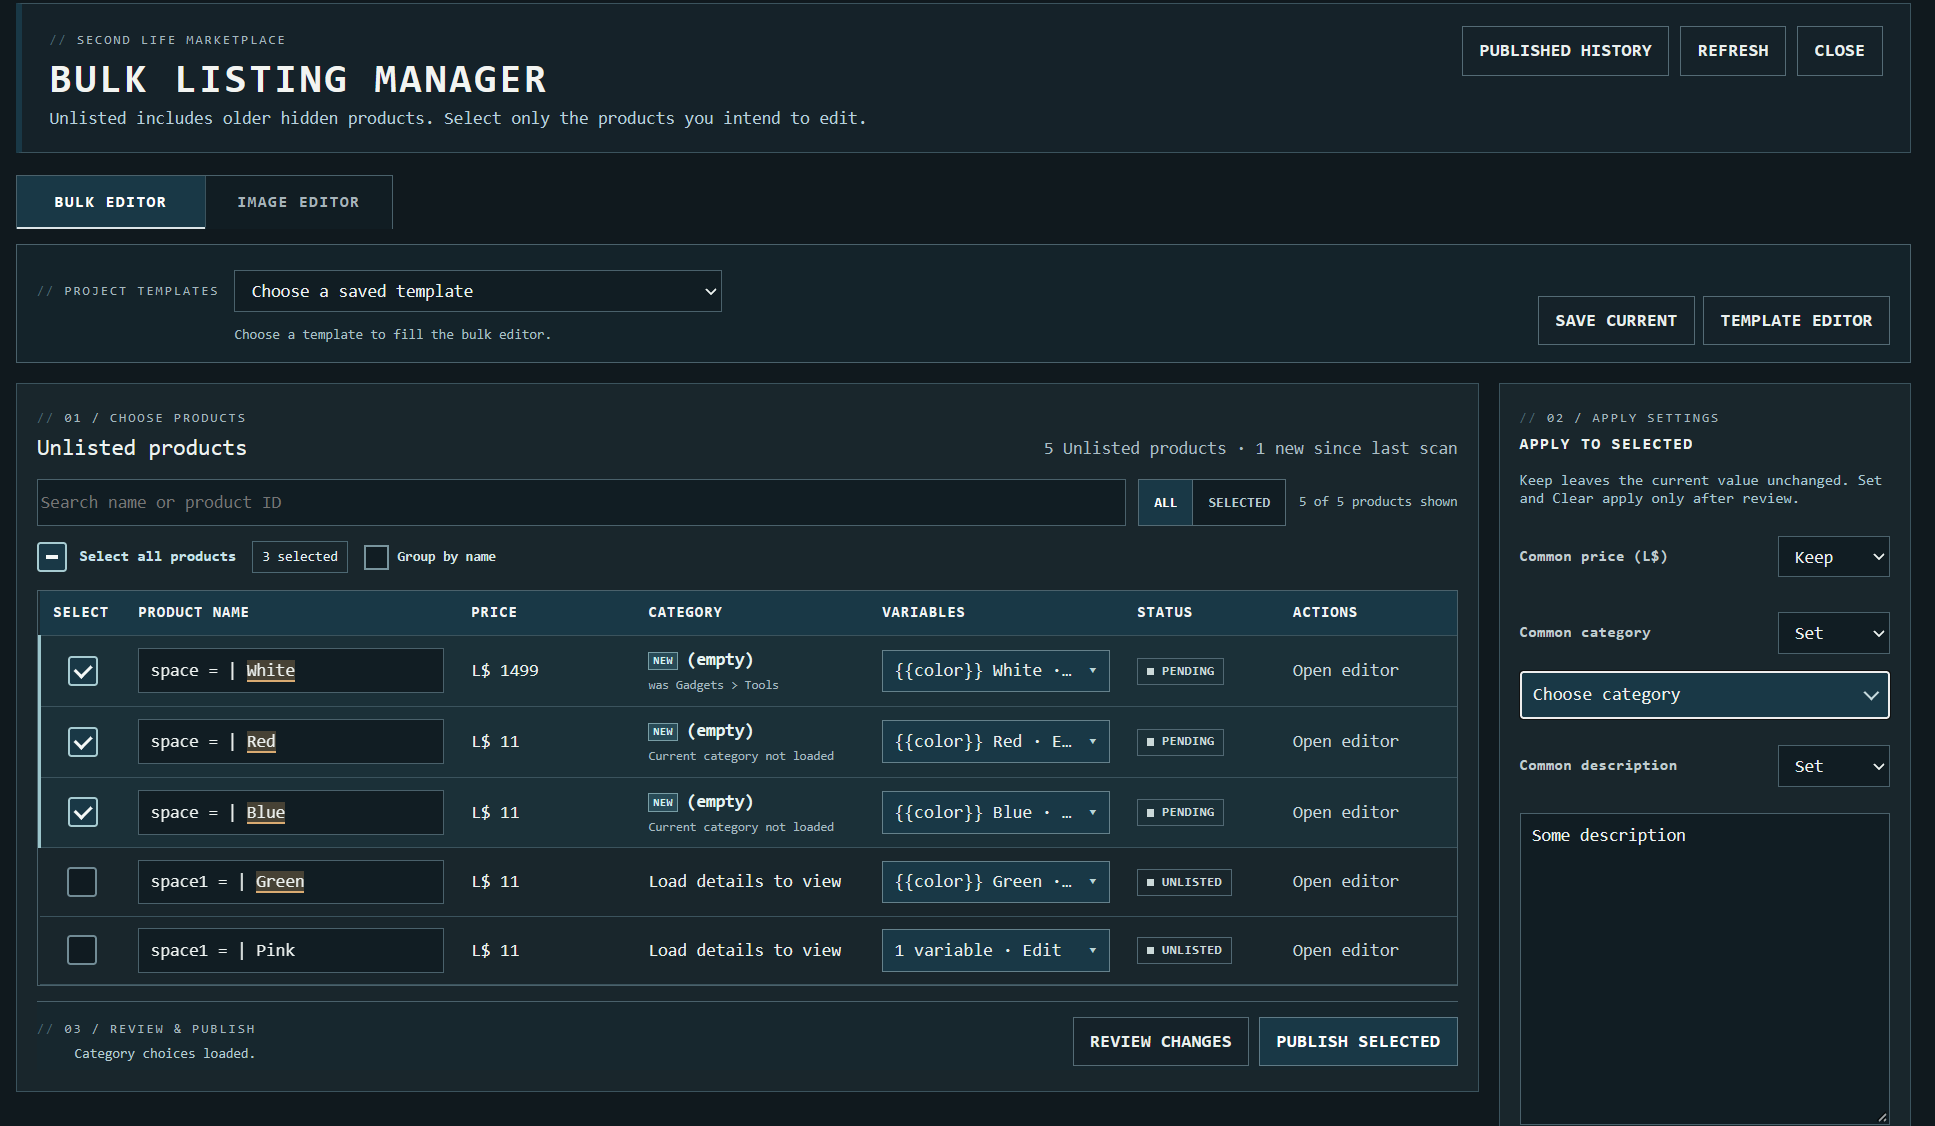 // SECOND LIFE MARKETPLACE
BULK LISTING MANAGER
Unlisted includes older hidden products. Select only the products you intend to edit.
PUBLISHED HISTORY
REFRESH
CLOSE
BULK EDITOR
IMAGE EDITOR
// PROJECT TEMPLATES
Choose a saved template
Choose a template to fill the bulk editor.
SAVE CURRENT
TEMPLATE EDITOR
// 01 / CHOOSE PRODUCTS
Unlisted products
5 Unlisted products · 1 new since last scan
Search name or product ID
ALL
SELECTED
5 of 5 products shown
Select all products
3 selected
Group by name
SELECT PRODUCT NAME PRICE CATEGORY VARIABLES STATUS ACTIONS
space = | White L$ 1499 NEW (empty) {{color}} White ·… PENDING Open editor
was Gadgets > Tools
space = | Red L$ 11 NEW (empty) {{color}} Red · E… PENDING Open editor
Current category not loaded
space = | Blue L$ 11 NEW (empty) {{color}} Blue · … PENDING Open editor
Current category not loaded
space1 = | Green L$ 11 Load details to view {{color}} Green ·… UNLISTED Open editor
space1 = | Pink L$ 11 Load details to view 1 variable · Edit UNLISTED Open editor
// 03 / REVIEW & PUBLISH
Category choices loaded.
REVIEW CHANGES
PUBLISH SELECTED
// 02 / APPLY SETTINGS
APPLY TO SELECTED
Keep leaves the current value unchanged. Set
and Clear apply only after review.
Common price (L$) Keep
Common category Set
Choose category
Common description Set
Some description